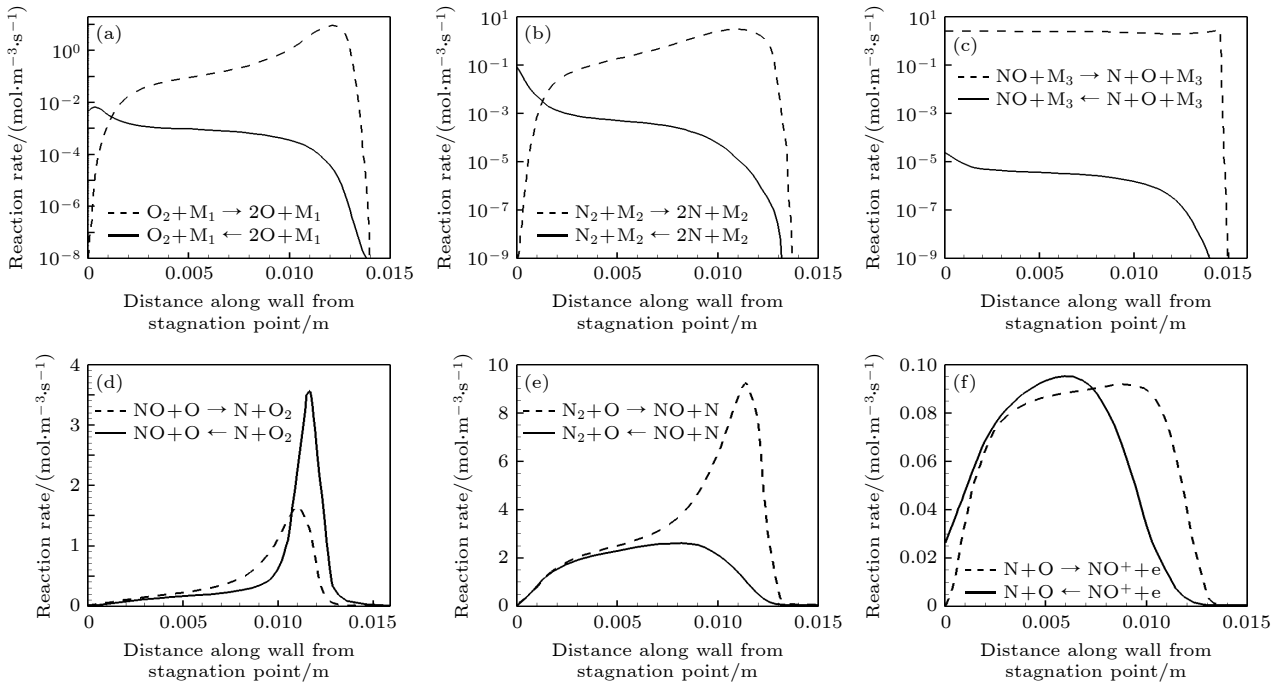 (a)
Reaction rate/(mol·m⁻³·s⁻¹)
10⁰
10⁻²
10⁻⁴
10⁻⁶
10⁻⁸
O₂+M₁ → 2O+M₁
O₂+M₁ ← 2O+M₁
0 0.005 0.010 0.015
Distance along wall from
stagnation point/m
(b)
Reaction rate/(mol·m⁻³·s⁻¹)
10¹
10⁻¹
10⁻³
10⁻⁵
10⁻⁷
10⁻⁹
N₂+M₂ → 2N+M₂
N₂+M₂ ← 2N+M₂
0 0.005 0.010 0.015
Distance along wall from
stagnation point/m
(c)
Reaction rate/(mol·m⁻³·s⁻¹)
10¹
10⁻¹
10⁻³
10⁻⁵
10⁻⁷
10⁻⁹
NO+M₃ → N+O+M₃
NO+M₃ ← N+O+M₃
0 0.005 0.010 0.015
Distance along wall from
stagnation point/m
(d)
Reaction rate/(mol·m⁻³·s⁻¹)
4
3
2
1
0
NO+O → N+O₂
NO+O ← N+O₂
0 0.005 0.010 0.015
Distance along wall from
stagnation point/m
(e)
Reaction rate/(mol·m⁻³·s⁻¹)
10
8
6
4
2
0
N₂+O → NO+N
N₂+O ← NO+N
0 0.005 0.010 0.015
Distance along wall from
stagnation point/m
(f)
Reaction rate/(mol·m⁻³·s⁻¹)
0.10
0.08
0.06
0.04
0.02
0
N+O → NO⁺+e
N+O ← NO⁺+e
0 0.005 0.010 0.015
Distance along wall from
stagnation point/m